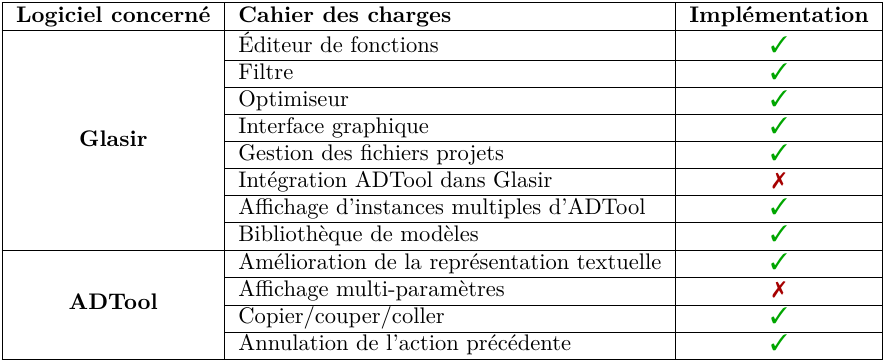 Logiciel concerné Cahier des charges Implémentation
Éditeur de fonctions ✓
Filtre ✓
Optimiseur ✓
Interface graphique ✓
Glasir
Gestion des fichiers projets ✓
Intégration ADTool dans Glasir ✗
Affichage d'instances multiples d'ADTool ✓
Bibliothèque de modèles ✓
Amélioration de la représentation textuelle ✓
Affichage multi-paramètres ✗
ADTool
Copier/couper/coller ✓
Annulation de l'action précédente ✓